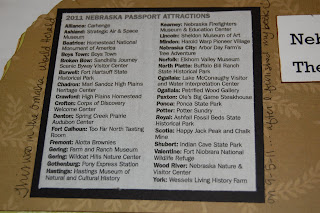 2011 NEBRASKA PASSPORT ATTRACTIONS
Alliance: Carhenge
Ashland: Strategic Air & Space
Museum
Beatrice: Homestead National
Monument of America
Boys Town: Boys Town
Broken Bow: Sandhills Journey
Scenic Byway Visitor Center
Burwell: Fort Hartsuff State
Historical Park
Chadron: Mari Sandoz High Plains
Heritage Center
Crawford: High Plains Homestead
Crofton: Corps of Discovery
Welcome Center
Denton: Spring Creek Prairie
Audubon Center
Fort Calhoun: Too Far North Tasting
Room
Fremont: Alotta Brownies
Gering: Farm and Ranch Museum
Gering: Wildcat Hills Nature Center
Gothenburg: Pony Express Station
Hastings: Hastings Museum
of Natural and Cultural History
Kearney: Nebraska Firefighters
Museum & Education Center
Lincoln: Sheldon Museum of Art
Minden: Harold Warp Pioneer Village
Nebraska City: Arbor Day Farm's
Tree Adventure
Norfolk: Elkhorn Valley Museum
North Platte: Buffalo Bill Ranch
State Historical Park
Ogallala: Lake McConaughy Visitor
and Water Interpretive Center
Ogallala: Petrified Wood Gallery
Paxton: Ole's Big Game Steakhouse
Ponca: Ponca State Park
Potter: Potter Sundry
Royal: Ashfall Fossil Beds State
Historical Park
Scotia: Happy Jack Peak and Chalk
Mine
Shubert: Indian Cave State Park
Valentine: Fort Niobrara National
Wildlife Refuge
Wood River: Nebraska Nature &
Visitor Center
York: Wessels Living History Farm
Neb
The